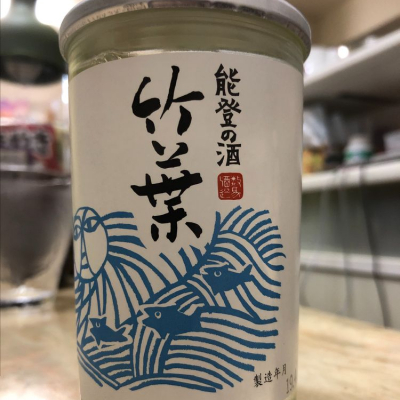 能登の酒
竹葉
製造年月